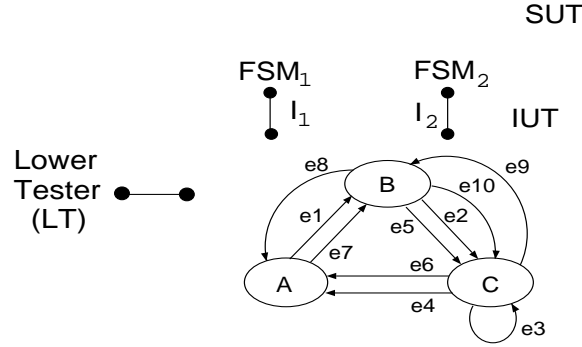 SUT
FSM1
FSM2
I1
I2
IUT
Lower
Tester
(LT)
e8
B
e9
e10
e1
e7
e5
e2
A
e6
C
e4
e3